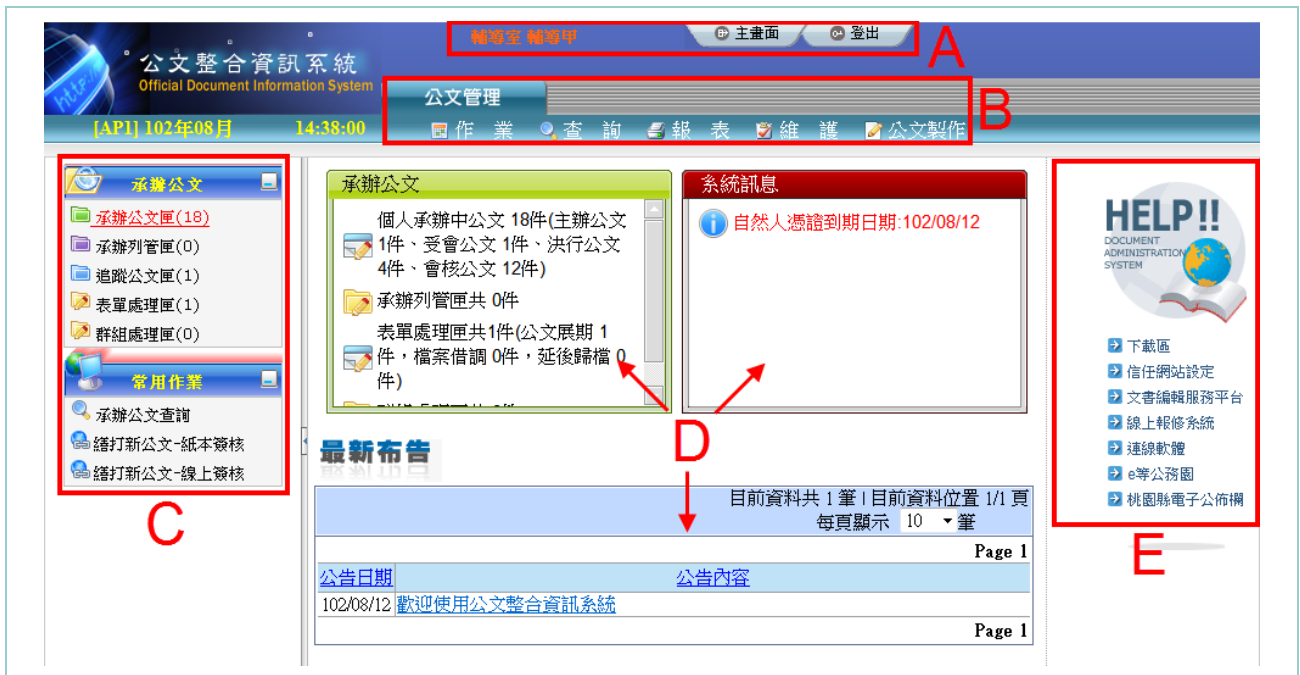 輔導室 輔導甲
主畫面
登出
A
http://
公文整合資訊系統
Official Document Information System
公文管理
B
[AP1] 102年08月
14:38:00
作 業
查 詢
報 表
維 護
公文製作
承辦公文
承辦公文匣(18)
承辦列管匣(0)
追蹤公文匣(1)
表單處理匣(1)
群組處理匣(0)
常用作業
承辦公文查詢
繕打新公文-紙本簽核
繕打新公文-線上簽核
C
承辦公文
個人承辦中公文 18件(主辦公文
1件、受會公文 1件、決行公文
4件、會核公文 12件)
承辦列管匣共 0件
表單處理匣共1件(公文展期 1
件，檔案借調 0件，延後歸檔 0
件)
系統訊息
自然人憑證到期日期:102/08/12
D
最新布告
目前資料共 1 筆 | 目前資料位置 1/1 頁
每頁顯示 10 筆
Page 1
公告日期
公告內容
102/08/12 歡迎使用公文整合資訊系統
Page 1
HELP!!
DOCUMENT
ADMINISTRATION
SYSTEM
下載區
信任網站設定
文書編輯服務平台
線上報修系統
連線軟體
e等公務園
桃園縣電子公佈欄
E